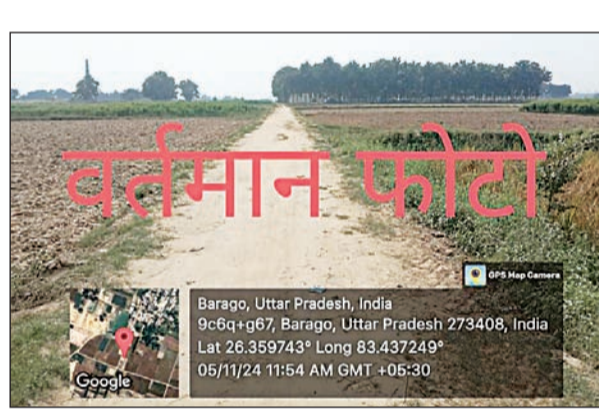 वर्तमान फोटो
GPS Map Camera
Barago, Uttar Pradesh, India
9c6q+g67, Barago, Uttar Pradesh 273408, India
Lat 26.359743° Long 83.437249°
05/11/24 11:54 AM GMT +05:30
Google